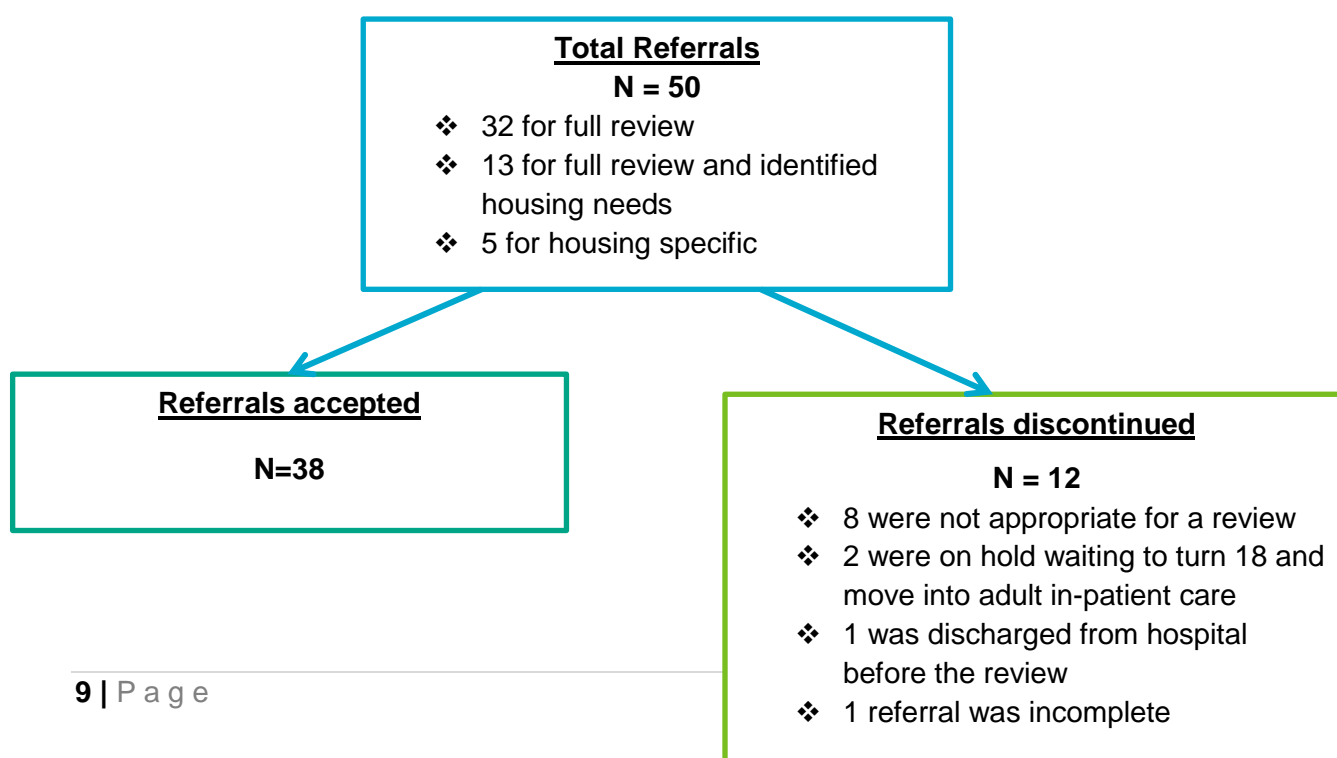 Total Referrals
N = 50
❖ 32 for full review
❖ 13 for full review and identified
housing needs
❖ 5 for housing specific
Referrals accepted
N=38
Referrals discontinued
N = 12
❖ 8 were not appropriate for a review
❖ 2 were on hold waiting to turn 18 and
move into adult in-patient care
❖ 1 was discharged from hospital
before the review
❖ 1 referral was incomplete
9 | P a g e